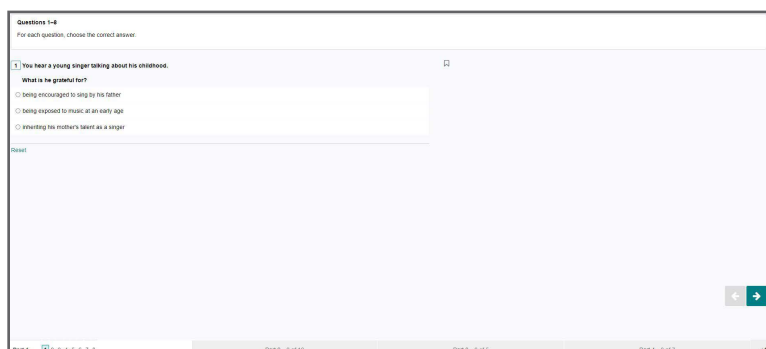 Questions 1–8
For each question, choose the correct answer.
1 You hear a young singer talking about his childhood.
What is he grateful for?
being encouraged to sing by his father
being exposed to music at an early age
inheriting his mother's talent as a singer
Reset